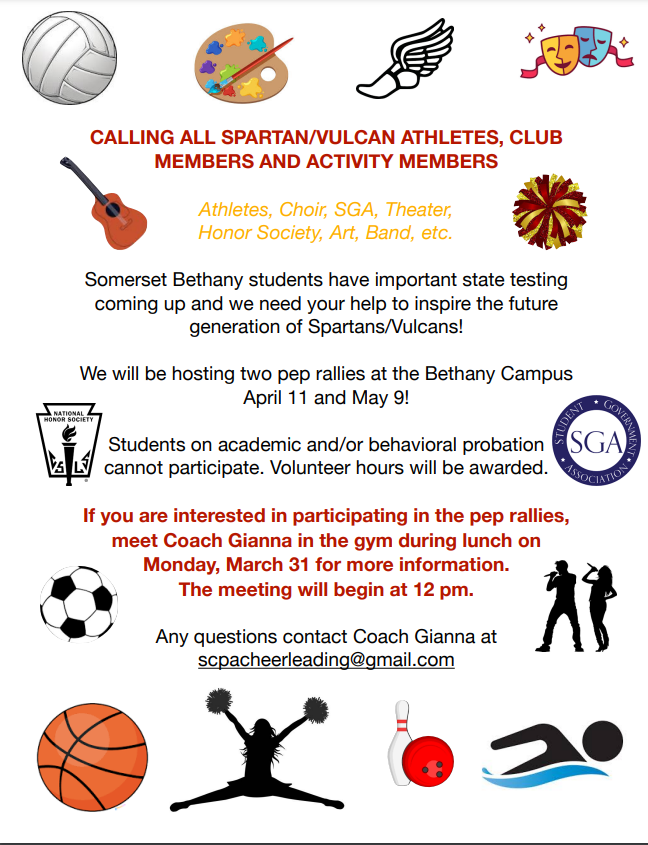 CALLING ALL SPARTAN/VULCAN ATHLETES, CLUB
MEMBERS AND ACTIVITY MEMBERS
Athletes, Choir, SGA, Theater,
Honor Society, Art, Band, etc.
Somerset Bethany students have important state testing
coming up and we need your help to inspire the future
generation of Spartans/Vulcans!
We will be hosting two pep rallies at the Bethany Campus
April 11 and May 9!
NATIONAL
HONOR SOCIETY
STUDENT GOVERNMENT
SGA
ASSOCIATION
Students on academic and/or behavioral probation
cannot participate. Volunteer hours will be awarded.
If you are interested in participating in the pep rallies,
meet Coach Gianna in the gym during lunch on
Monday, March 31 for more information.
The meeting will begin at 12 pm.
Any questions contact Coach Gianna at
scpacheerleading@gmail.com